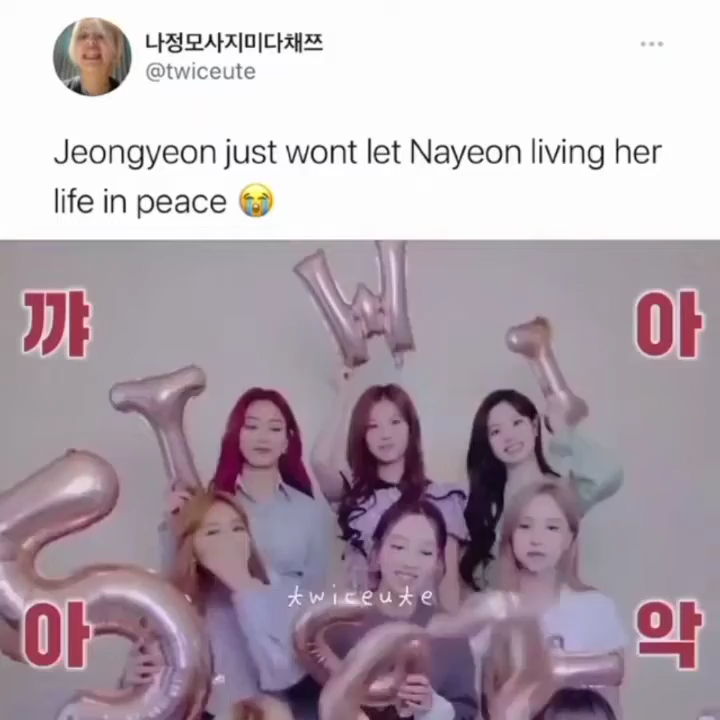 나정모사지미다채쯔
@twiceute
Jeongyeon just wont let Nayeon living her
life in peace 😭
W
꺄
아
T
I
5
twiceute
아
악